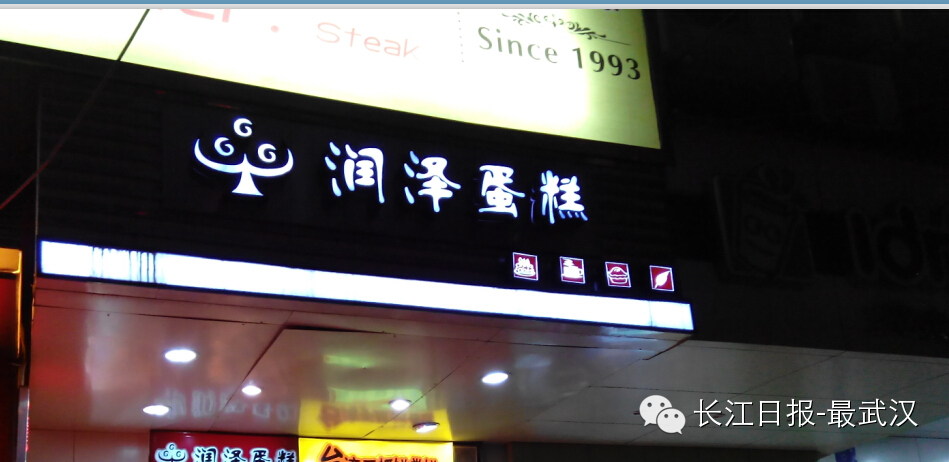 Steak
Since 1993
润泽蛋糕
长江日报-最武汉
润泽蛋糕